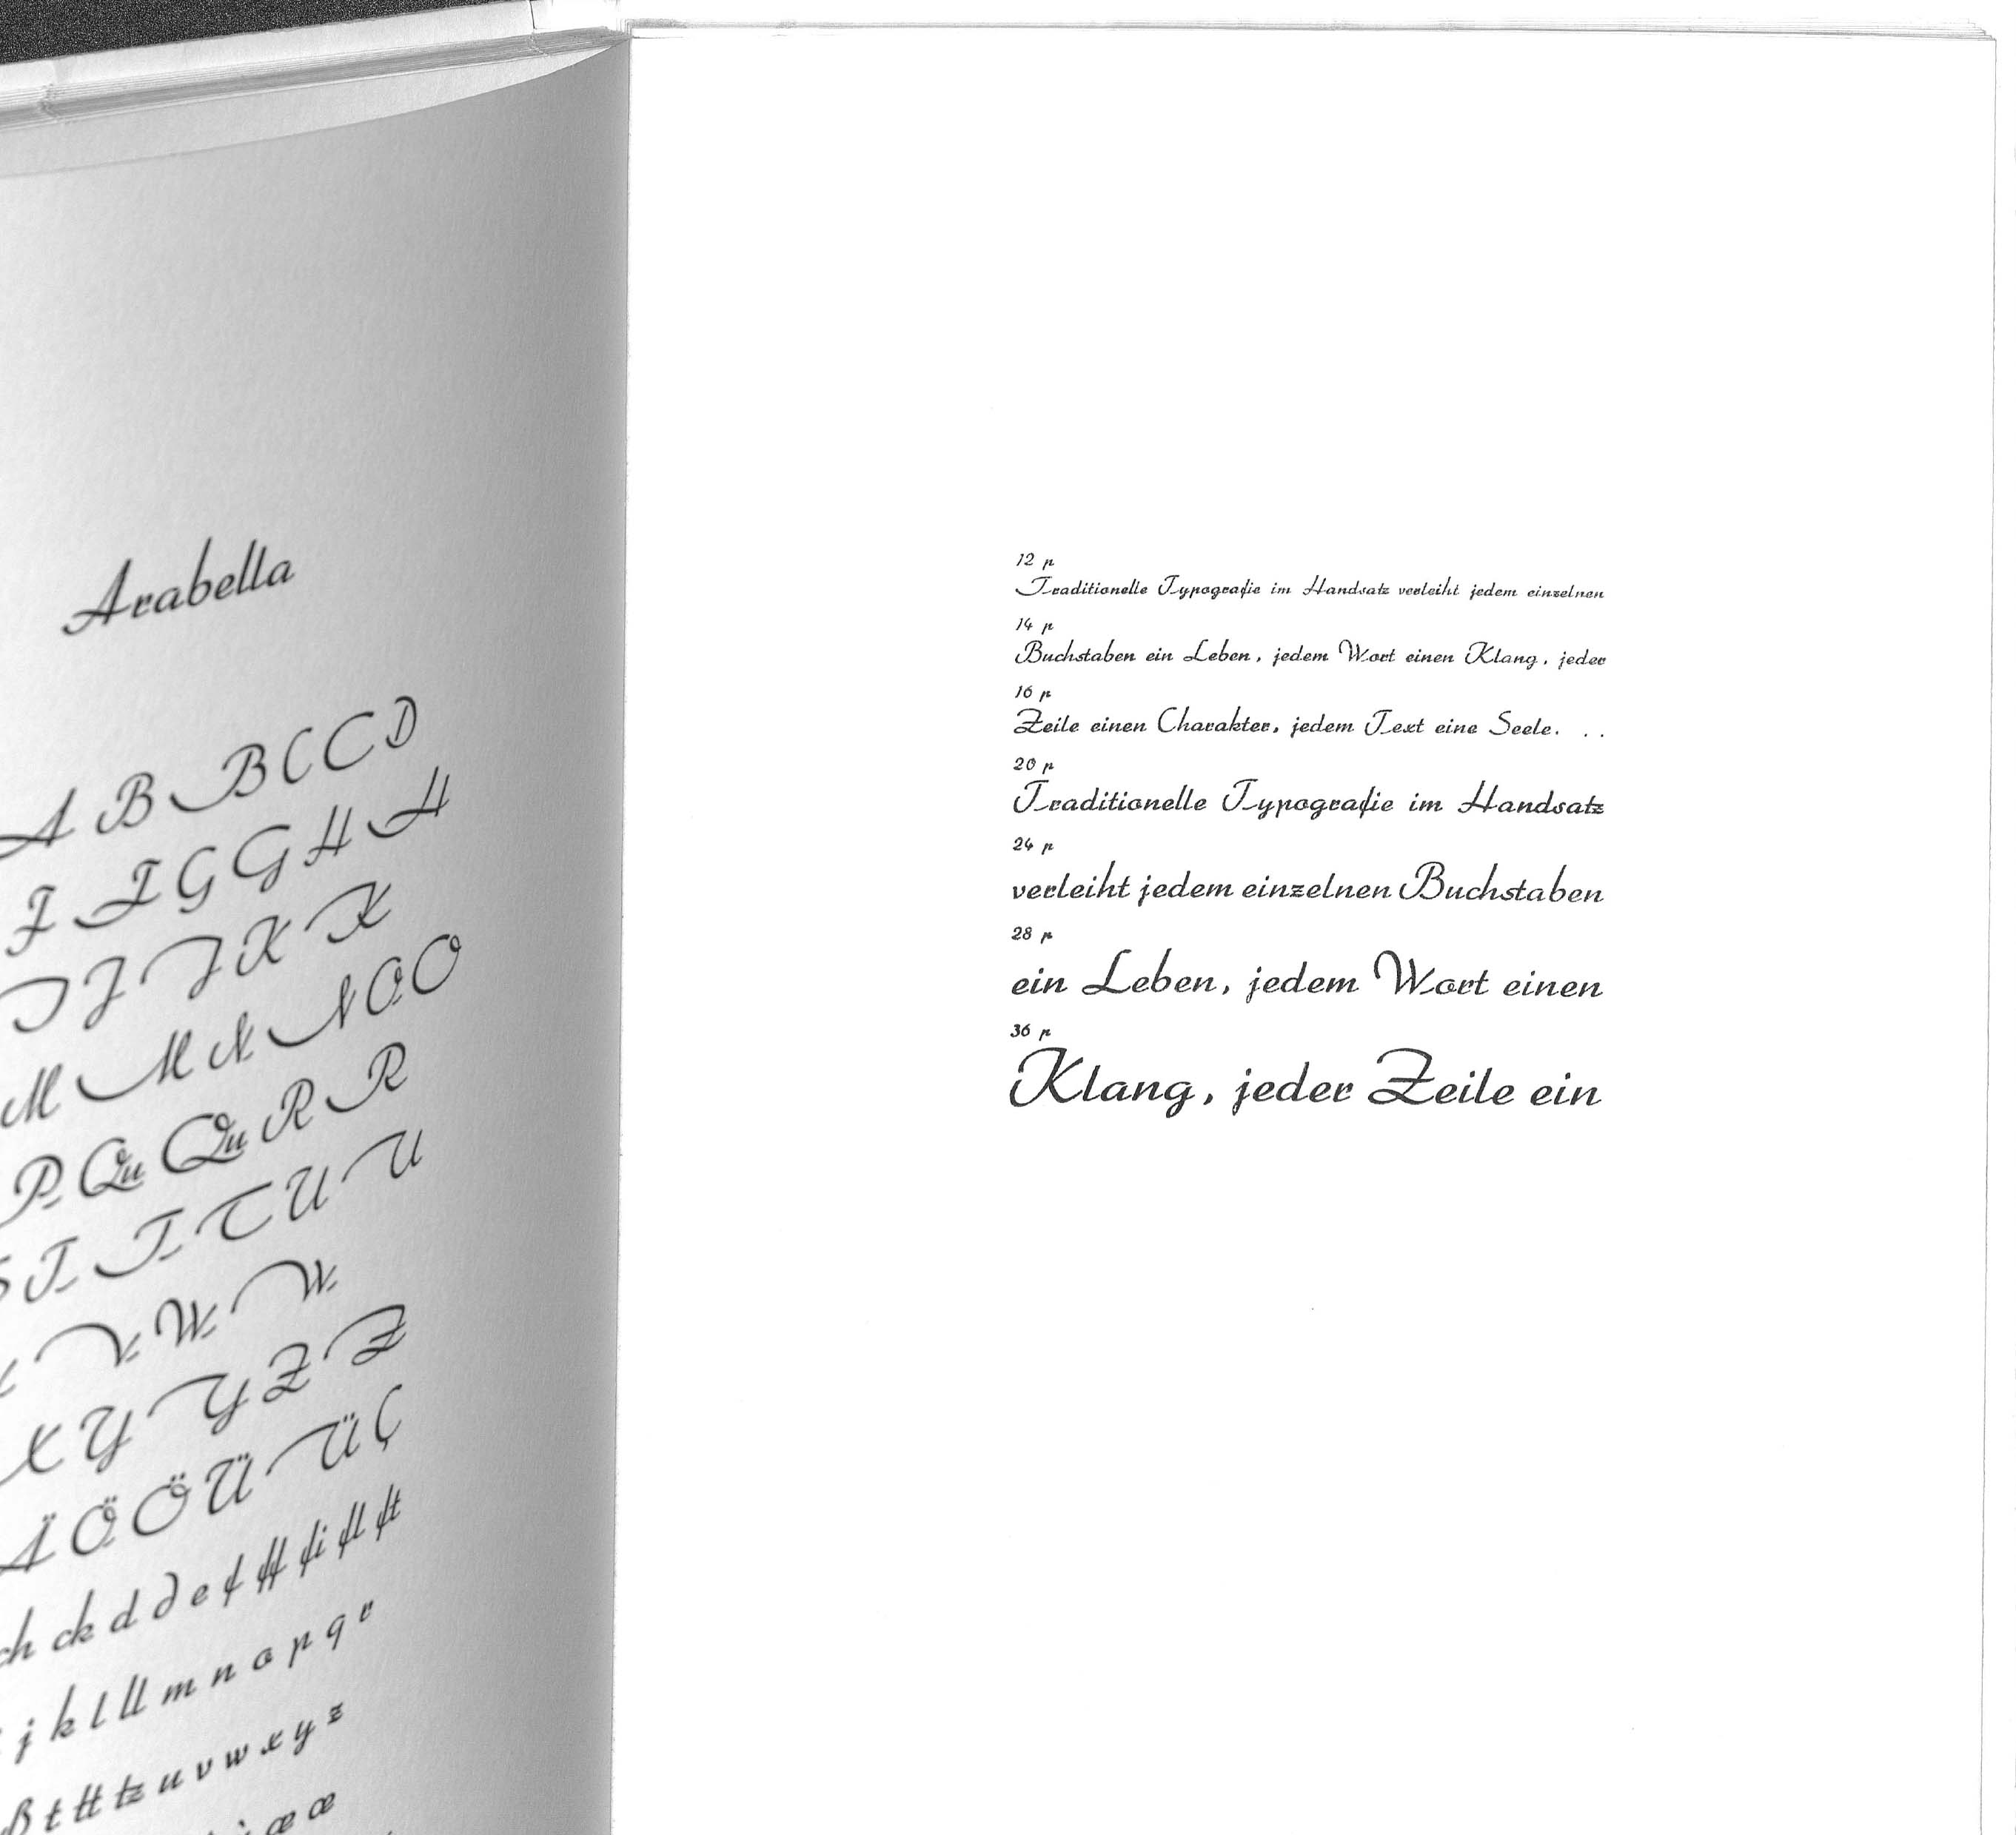 Arabella
A B B C C D
F F G G H H
I J J K K
M M N N O O
P Qu Qu R R
S T T T U U
V W W
X Y Y Z Z
Ä Ö Ö Ü Ü Ç
ch ck d d e f ff fi fl ft
j k l ll m n o p q r
ß t tt tz u v w x y z
æ œ
12 p
Traditionelle Typografie im Handsatz verleiht jedem einzelnen
14 p
Buchstaben ein Leben, jedem Wort einen Klang, jeder
16 p
Zeile einen Charakter, jedem Text eine Seele. . .
20 p
Traditionelle Typografie im Handsatz
24 p
verleiht jedem einzelnen Buchstaben
28 p
ein Leben, jedem Wort einen
36 p
Klang, jeder Zeile ein